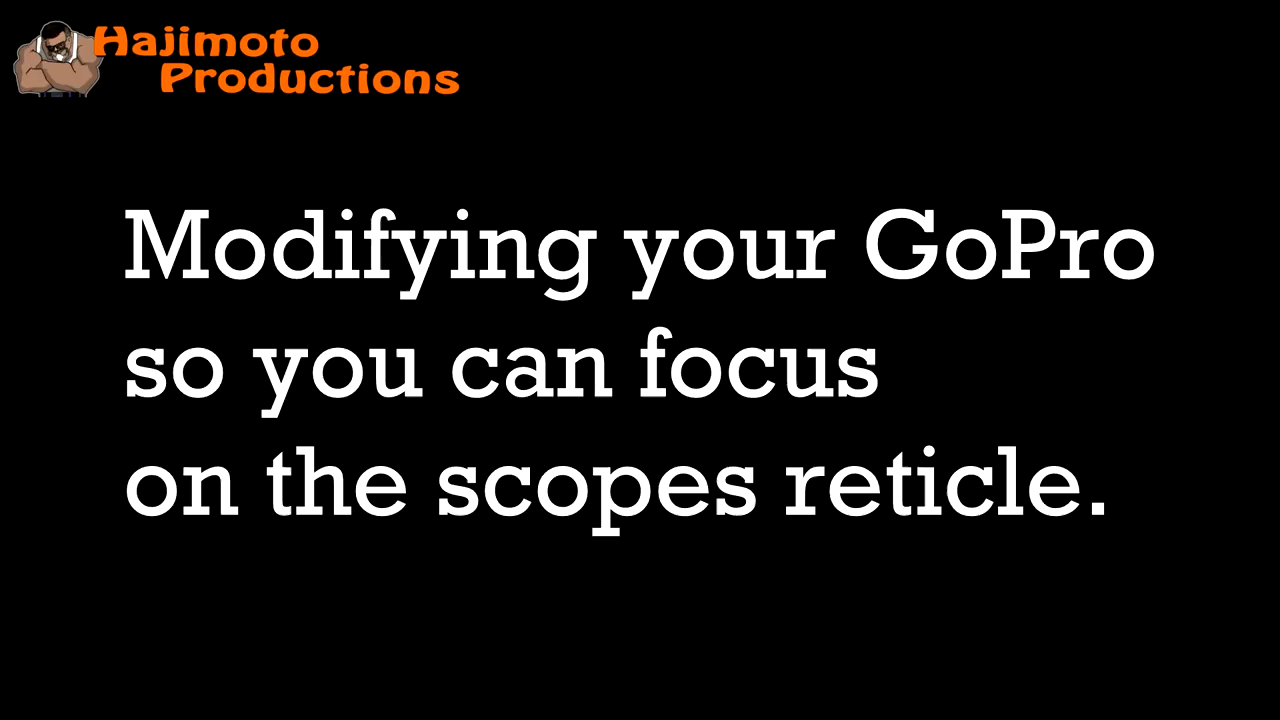 Hajimoto
Productions
Modifying your GoPro
so you can focus
on the scopes reticle.